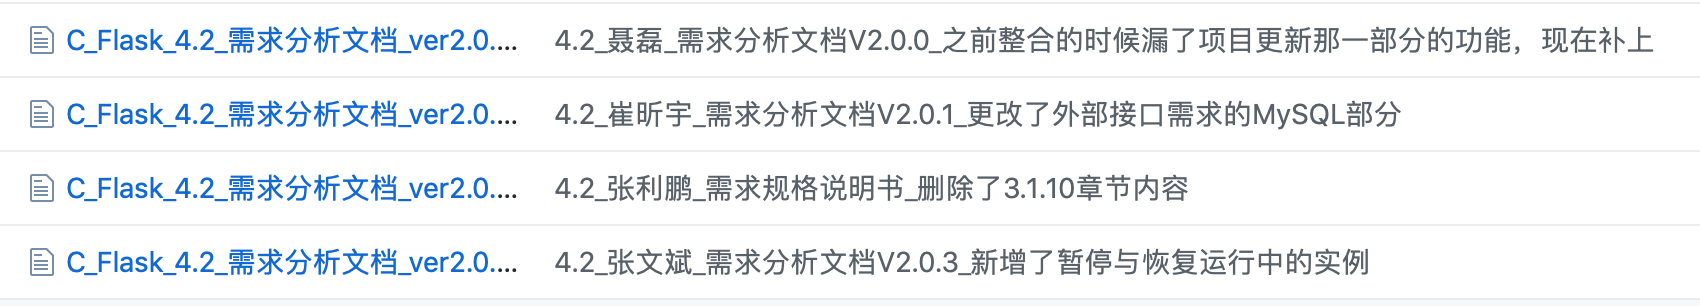 C_Flask_4.2_需求分析文档_ver2.0.... 4.2_聂磊_需求分析文档V2.0.0_之前整合的时候漏了项目更新那一部分的功能，现在补上
C_Flask_4.2_需求分析文档_ver2.0.... 4.2_崔昕宇_需求分析文档V2.0.1_更改了外部接口需求的MySQL部分
C_Flask_4.2_需求分析文档_ver2.0.... 4.2_张利鹏_需求规格说明书_删除了3.1.10章节内容
C_Flask_4.2_需求分析文档_ver2.0.... 4.2_张文斌_需求分析文档V2.0.3_新增了暂停与恢复运行中的实例